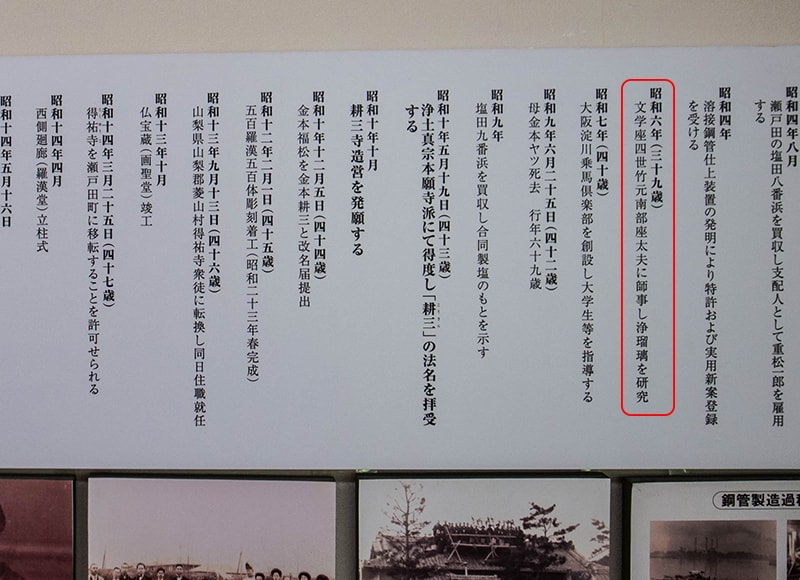 昭和四年八月
瀬戸田の塩田八番浜を買収し支配人として重松一郎を雇用
する
昭和四年
溶接鋼管仕上装置の発明により特許および実用新案登録
を受ける
昭和六年(三十九歳)
文学座四世竹元南部座太夫に師事し浄瑠璃を研究
昭和七年(四十歳)
大阪淀川乗馬倶楽部を創設し大学生等を指導する
昭和九年六月二十五日(四十二歳)
母金本ヤツ死去 行年六十九歳
昭和九年
塩田九番浜を買収し合同製塩のもとを示す
昭和十年五月十九日(四十三歳)
浄土真宗本願寺派にて得度し「耕三」の法名を拝受
する
昭和十年十月
耕三寺造営を発願する
昭和十年十二月五日(四十四歳)
金本福松を金本耕三と改名届提出
昭和十二年二月一日(四十五歳)
五百羅漢五百体彫刻着工(昭和二十三年春完成)
昭和十三年九月十三日(四十六歳)
山梨県山梨郡菱山村得祐寺衆徒に転換し同日住職就任
昭和十三年十月
仏宝蔵(画聖堂)竣工
昭和十四年三月二十五日(四十七歳)
得祐寺を瀬戸田町に移転することを許可せられる
昭和十四年四月
西側廻廊(羅漢堂)立柱式
昭和十四年五月十六日
鋼管製造過程